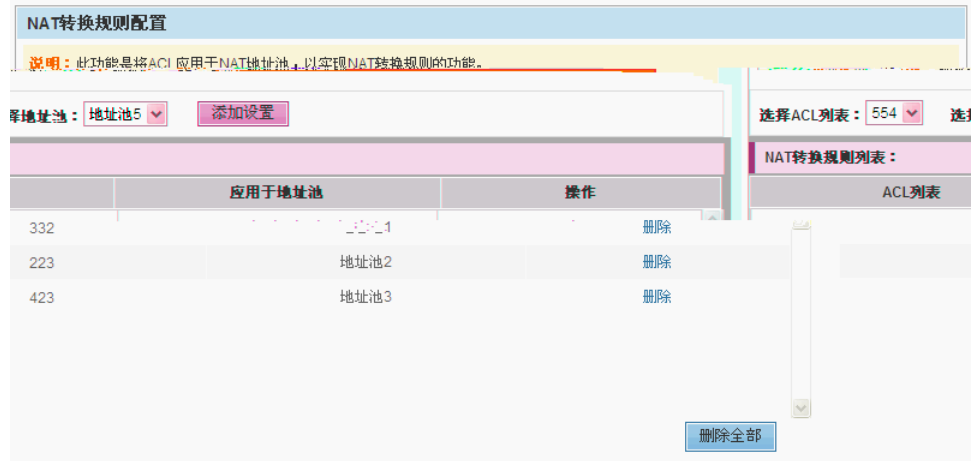 NAT转换规则配置
说明：此功能是将ACL应用于NAT地址池，以实现NAT转换规则的功能。
择地址池： 地址池5 添加设置
选择ACL列表： 554 选择
NAT转换规则列表：
应用于地址池 操作 ACL列表
332 1 删除
223 地址池2 删除
423 地址池3 删除
删除全部